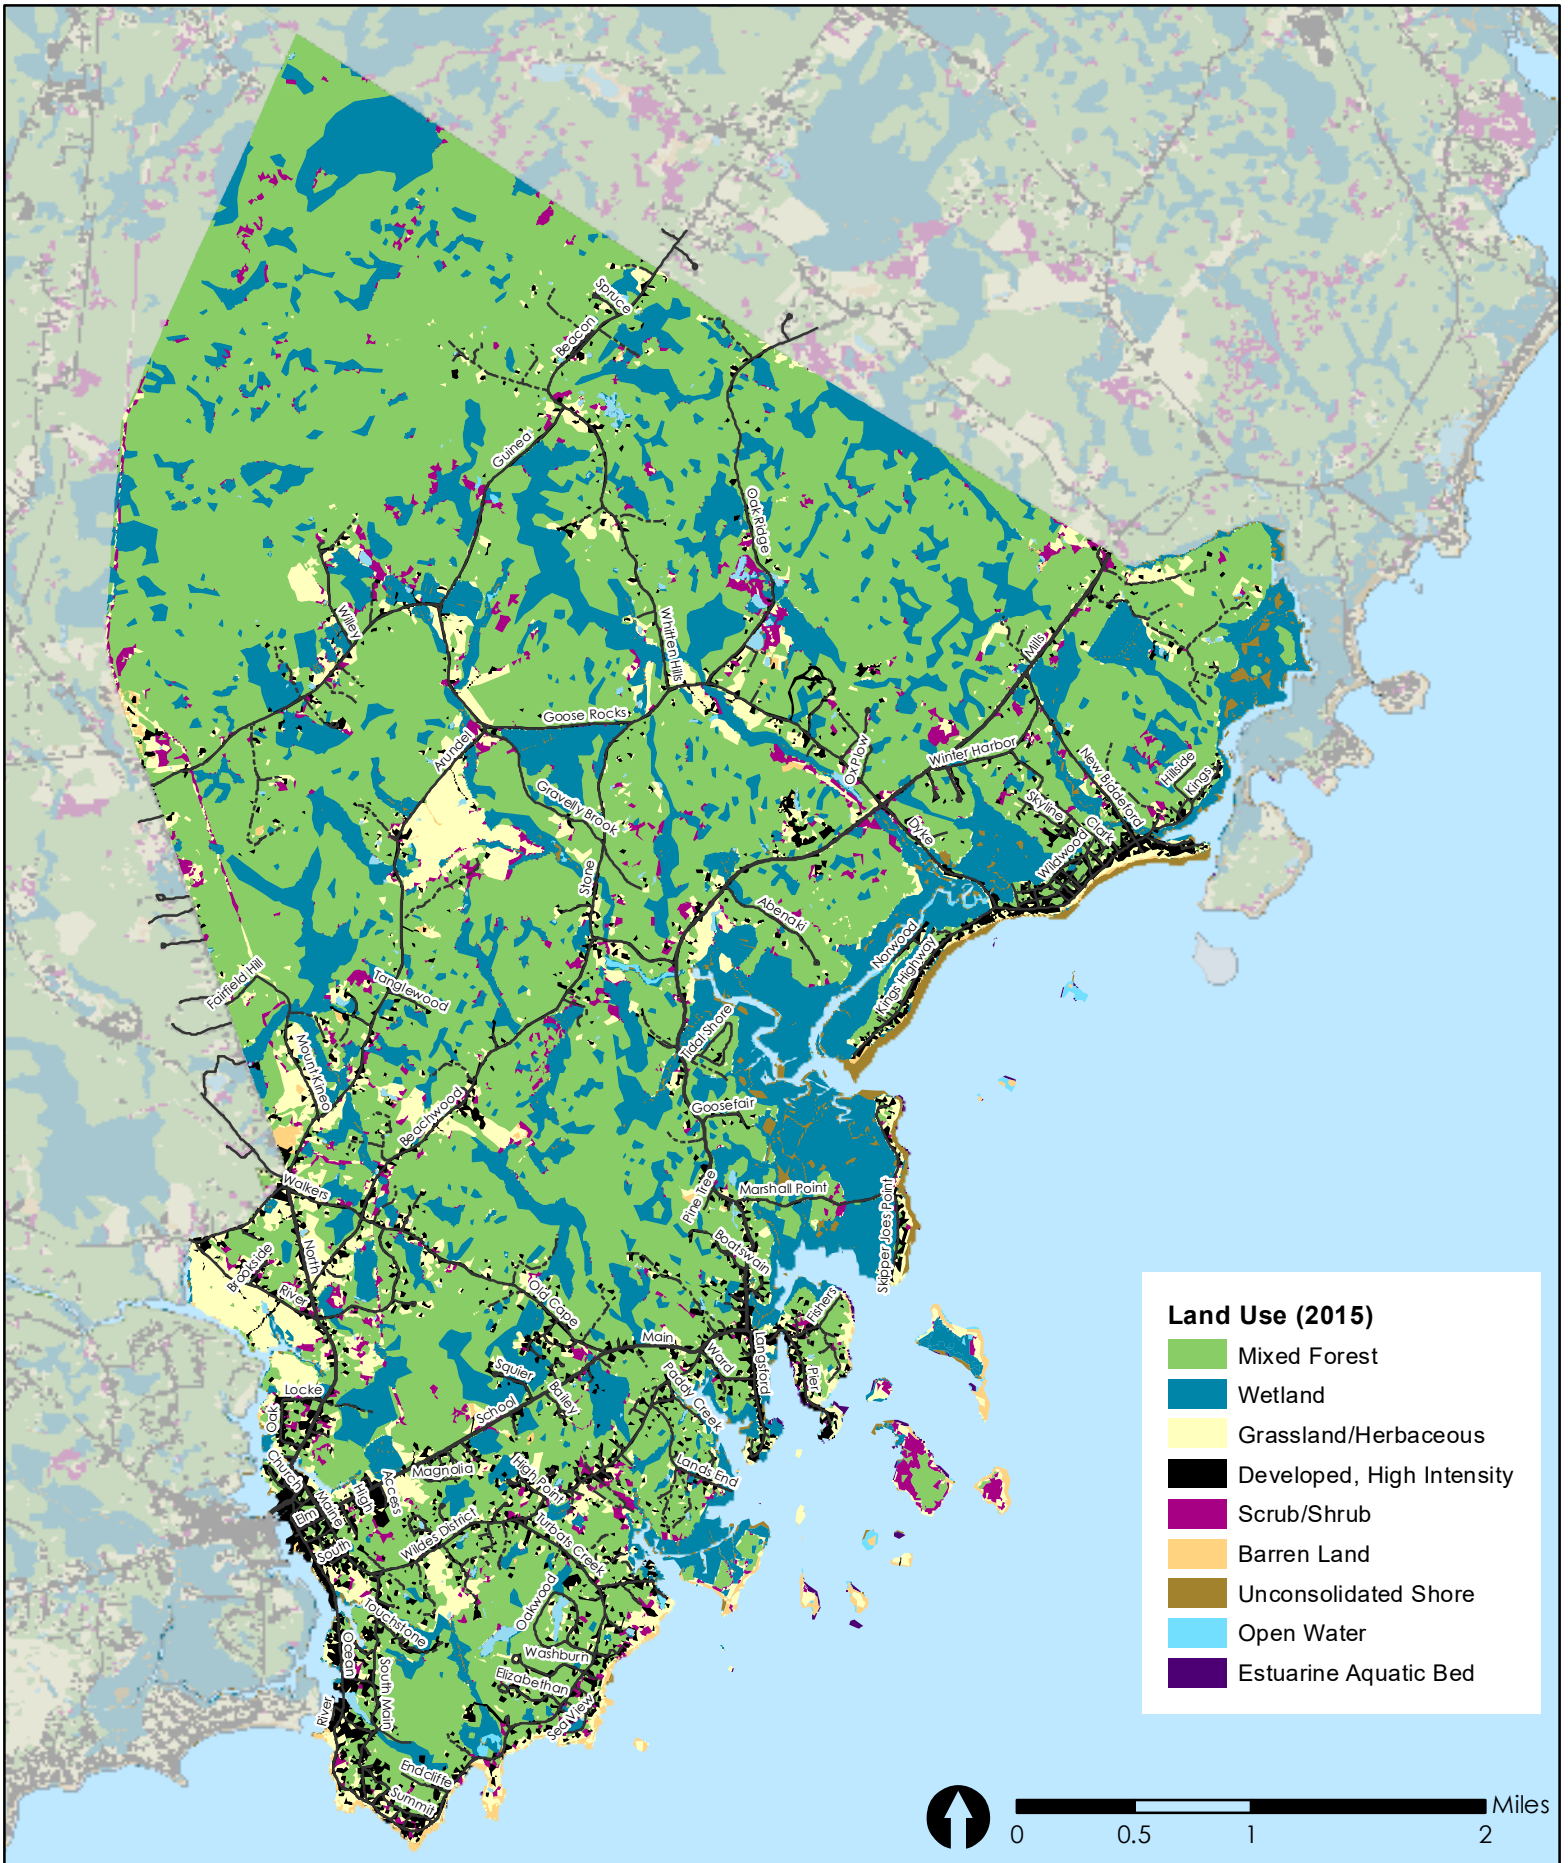 Spruce
Beacon
Guinea
Oak Ridge
Willey
Whitten Hills
Mills
Goose Rocks
Arundel
Ox Plow
Winter Harbor
New Biddeford
Hillside
Kings
Gravelly Brook
Skyline
Clark
Wildwood
Dyke
Stone
Abenaki
Norwood
Kings Highway
Fairfield Hill
Tanglewood
Tidal Shore
Mount Kineo
Beachwood
Goosefair
Walkers
Pine Tree
Marshall Point
Skipper Joes Point
Boatswain
Brookside
North
River
Old Cape
Fishers
Main
Ward
Langsford
Pier
Squier
Bailey
Paddy Creek
Locke
Oak
School
Church
Magnolia
High Point
Lands End
Access
High
Maine
Elm
South
Wildes District
Turbats Creek
Oakwood
Touchstone
Ocean
South Main
Washburn
Elizabethan
Sea View
River
Endcliffe
Summit
Land Use (2015)
Mixed Forest
Wetland
Grassland/Herbaceous
Developed, High Intensity
Scrub/Shrub
Barren Land
Unconsolidated Shore
Open Water
Estuarine Aquatic Bed
Miles
0 0.5 1 2